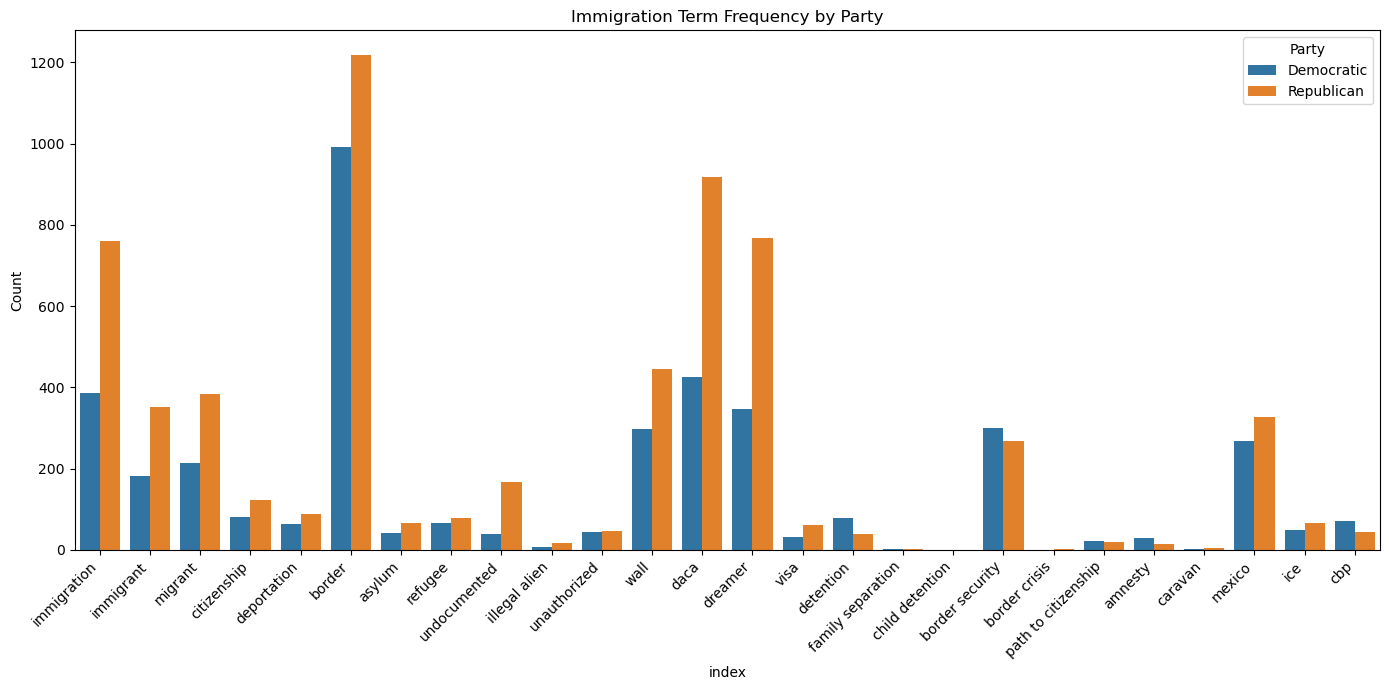 Immigration Term Frequency by Party
Party
Democratic
Republican
Count
1200
1000
800
600
400
200
0
immigration
immigrant
migrant
citizenship
deportation
border
asylum
refugee
undocumented
illegal alien
unauthorized
wall
daca
dreamer
visa
detention
family separation
child detention
border security
border crisis
path to citizenship
amnesty
caravan
mexico
ice
cbp
index